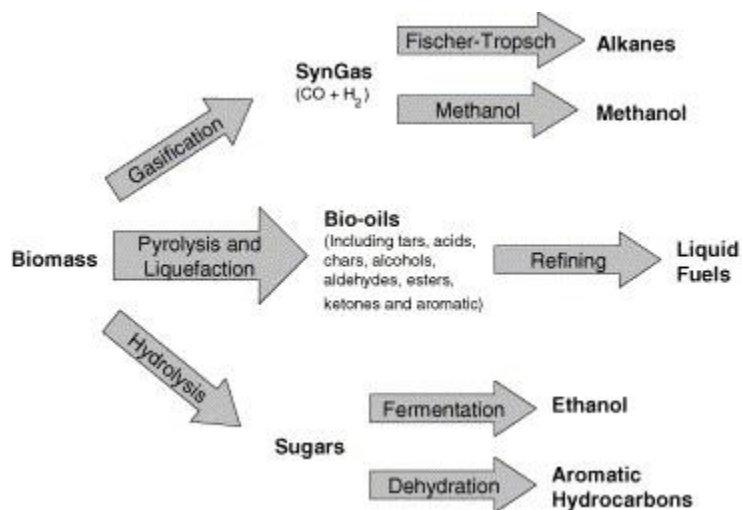 Fischer-Tropsch
Alkanes
SynGas
(CO + H2)
Methanol
Methanol
Gasification
Biomass
Pyrolysis and
Liquefaction
Bio-oils
(Including tars, acids,
chars, alcohols,
aldehydes, esters,
ketones and aromatic)
Refining
Liquid
Fuels
Hydrolysis
Sugars
Fermentation
Ethanol
Dehydration
Aromatic
Hydrocarbons